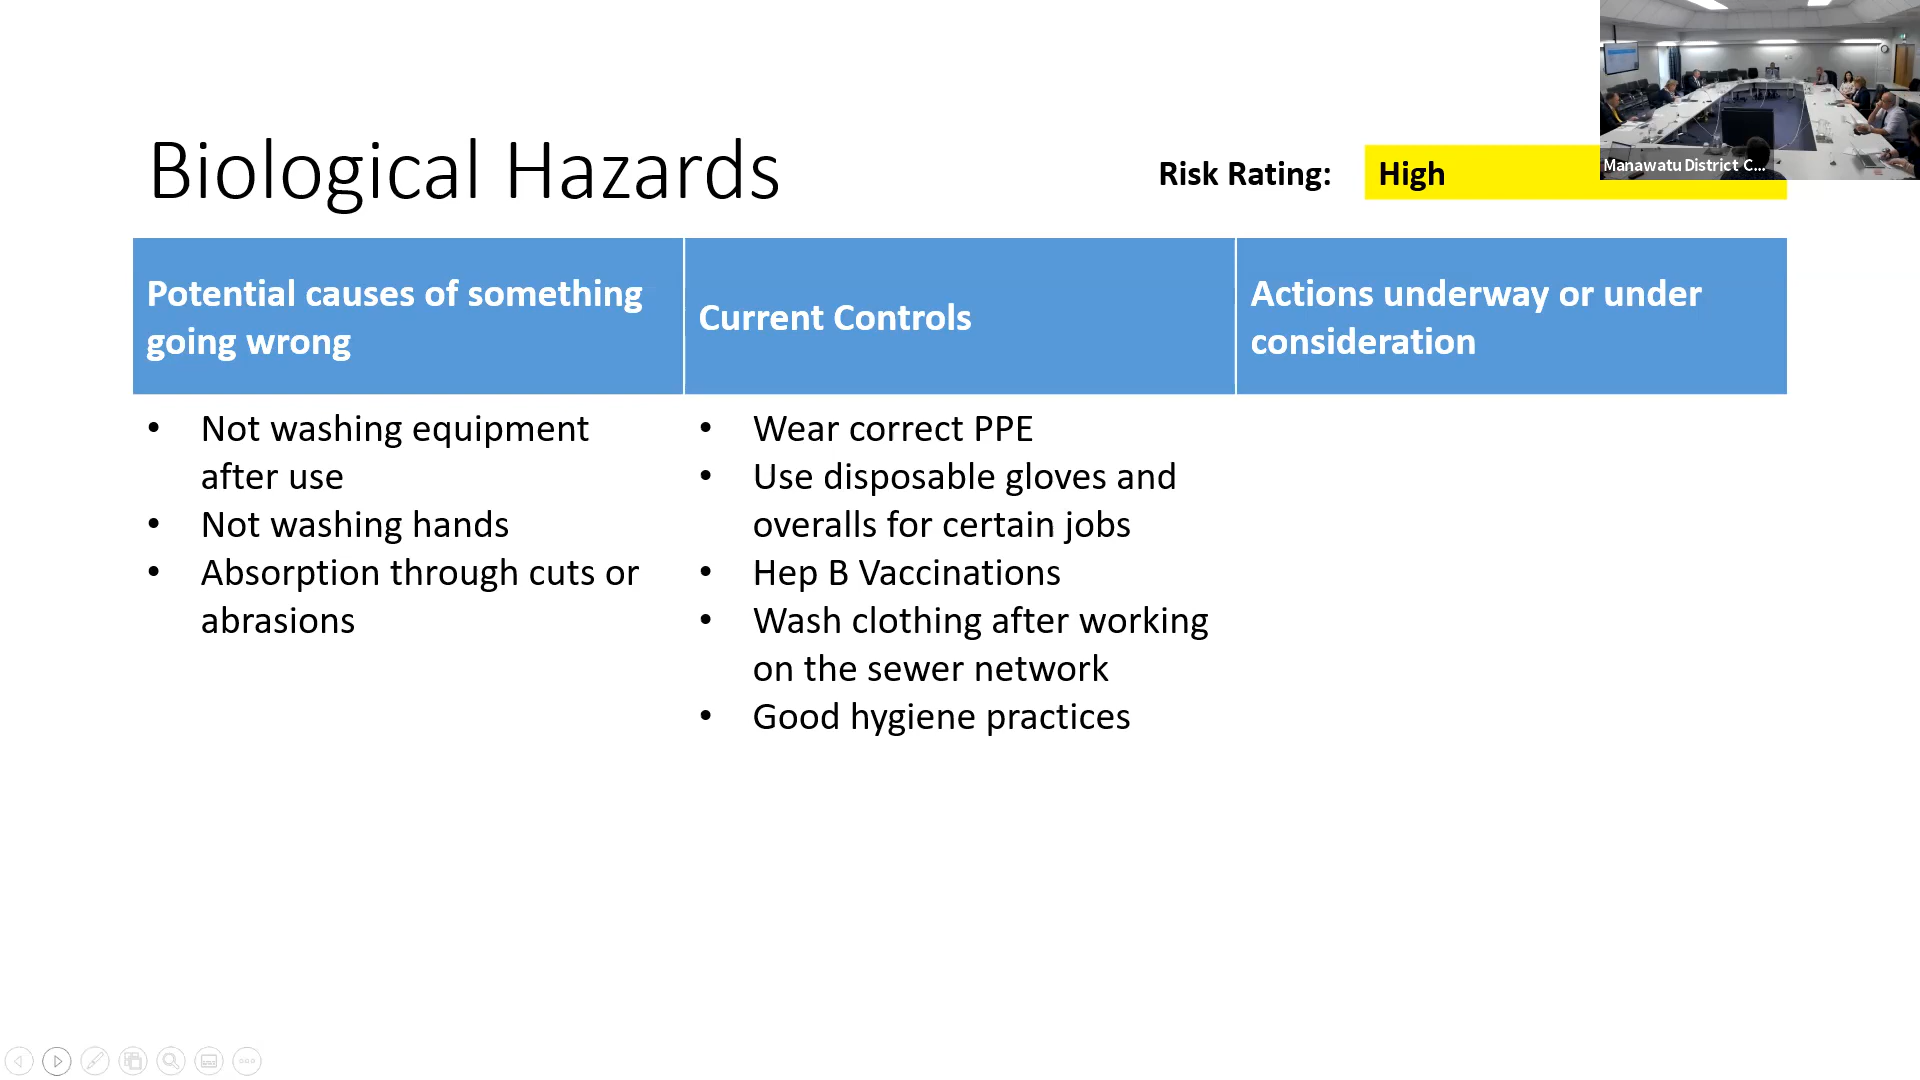 Biological Hazards
Risk Rating:
High
Manawatu District C...
Potential causes of something
going wrong
Current Controls
Actions underway or under
consideration
• Not washing equipment
after use
• Not washing hands
• Absorption through cuts or
abrasions
• Wear correct PPE
• Use disposable gloves and
overalls for certain jobs
• Hep B Vaccinations
• Wash clothing after working
on the sewer network
• Good hygiene practices